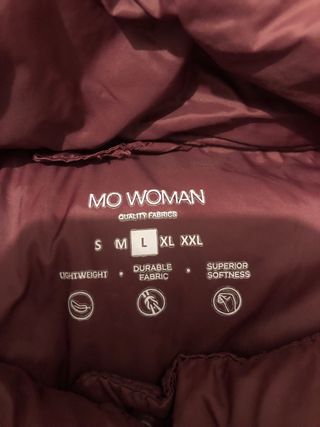 MO WOMAN
QUALITY FABRICS
S M L XL XXL
LIGHTWEIGHT • DURABLE FABRIC • SUPERIOR SOFTNESS